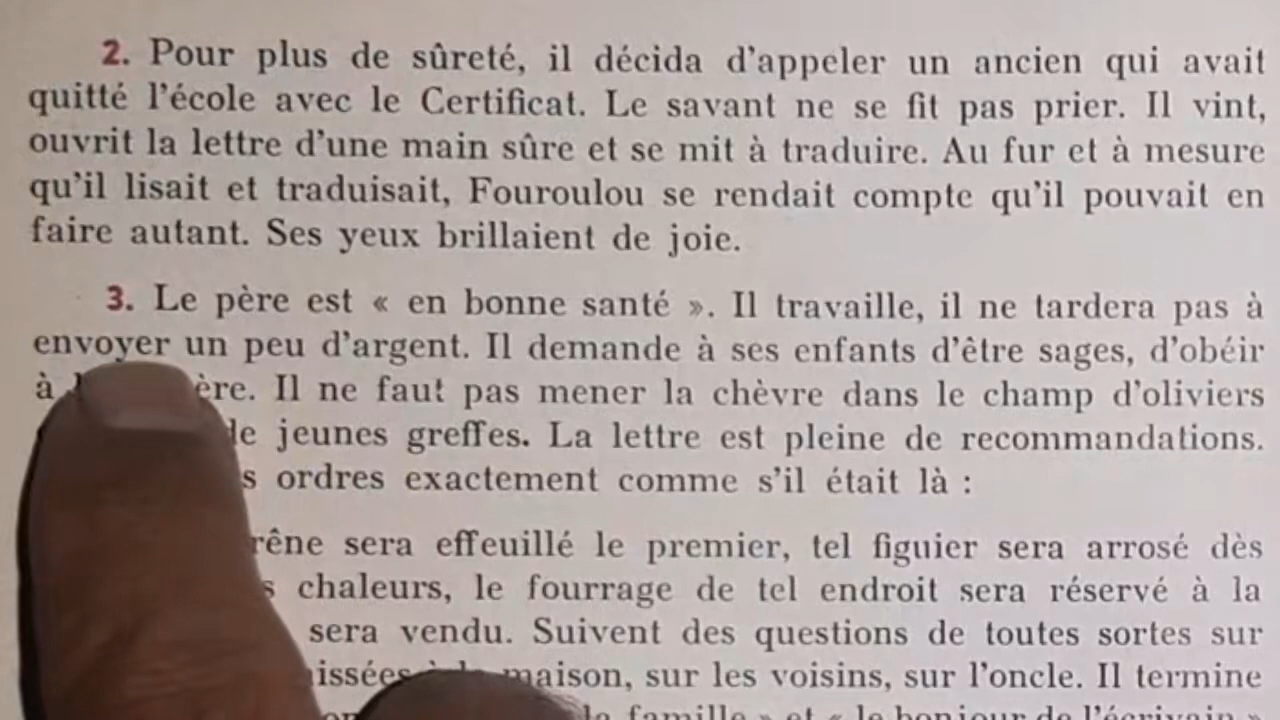 2. Pour plus de sûreté, il décida d'appeler un ancien qui avait
quitté l'école avec le Certificat. Le savant ne se fit pas prier. Il vint,
ouvrit la lettre d'une main sûre et se mit à traduire. Au fur et à mesure
qu'il lisait et traduisait, Fouroulou se rendait compte qu'il pouvait en
faire autant. Ses yeux brillaient de joie.
3. Le père est « en bonne santé ». Il travaille, il ne tardera pas à
envoyer un peu d'argent. Il demande à ses enfants d'être sages, d'obéir
à Il ne faut pas mener la chèvre dans le champ d'oliviers
jeunes greffes. La lettre est pleine de recommandations.
ordres exactement comme s'il était là :
sera effeuillé le premier, tel figuier sera arrosé dès
chaleurs, le fourrage de tel endroit sera réservé à la
sera vendu. Suivent des questions de toutes sortes sur
maison, sur les voisins, sur l'oncle. Il termine
la famille » et « le bonjour de l'écrivain »